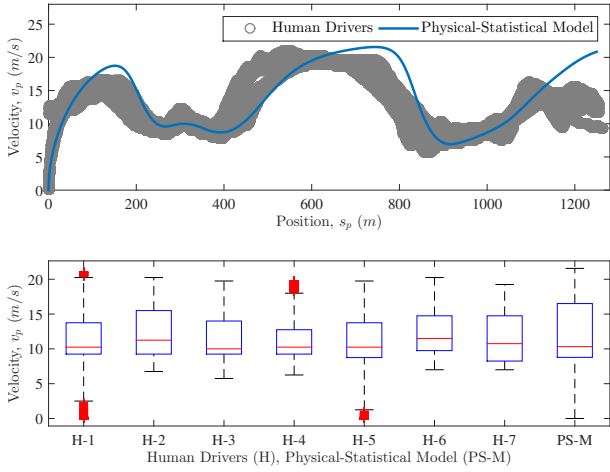 Human Drivers Physical-Statistical Model
25
20
15
10
5
0
Velocity, v_p (m/s)
0 200 400 600 800 1000 1200
Position, s_p (m)
20
15
10
5
0
Velocity, v_p (m/s)
H-1 H-2 H-3 H-4 H-5 H-6 H-7 PS-M
Human Drivers (H), Physical-Statistical Model (PS-M)